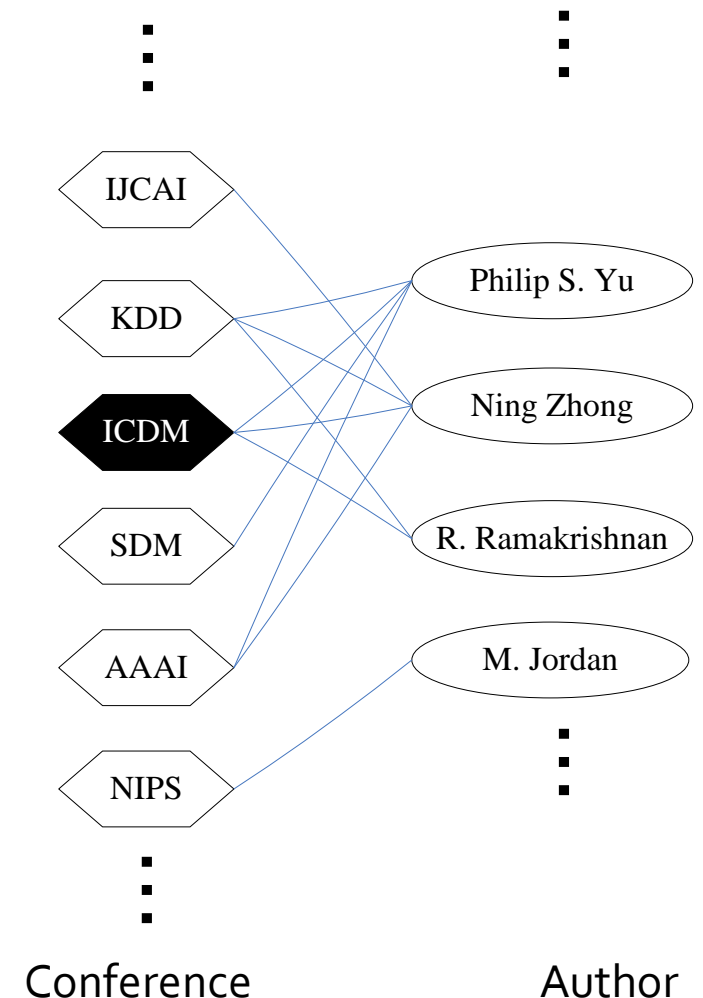 IJCAI
Philip S. Yu
KDD
Ning Zhong
ICDM
R. Ramakrishnan
SDM
M. Jordan
AAAI
NIPS
Conference
Author